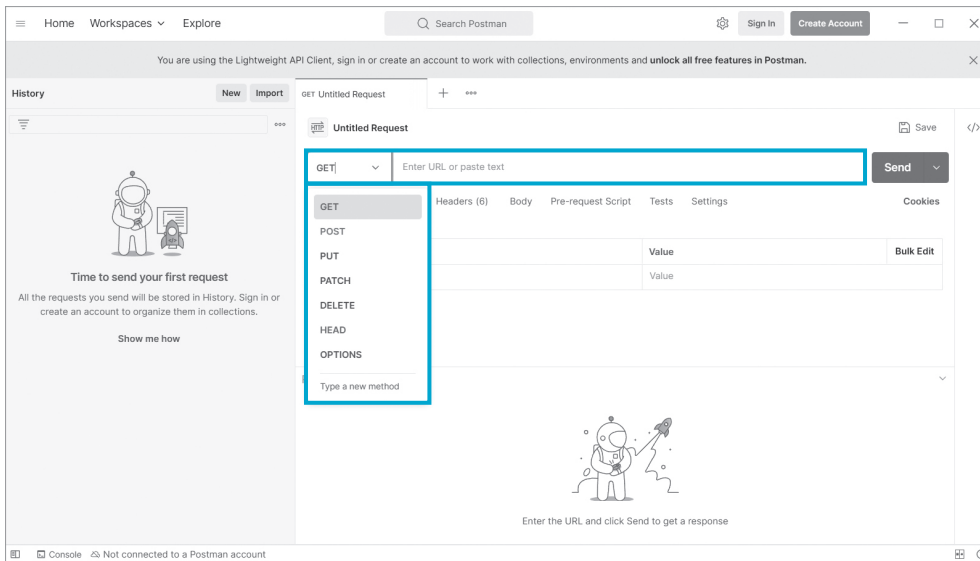 Home Workspaces Explore Search Postman Sign In Create Account
You are using the Lightweight API Client, sign in or create an account to work with collections, environments and unlock all free features in Postman.
History New Import
GET Untitled Request
HTTP Untitled Request Save
GET Enter URL or paste text Send
Headers (6) Body Pre-request Script Tests Settings Cookies
GET
POST
PUT
PATCH
DELETE
HEAD
OPTIONS
Type a new method
Value Bulk Edit
Value
Time to send your first request
All the requests you send will be stored in History. Sign in or
create an account to organize them in collections.
Show me how
Enter the URL and click Send to get a response
Console Not connected to a Postman account